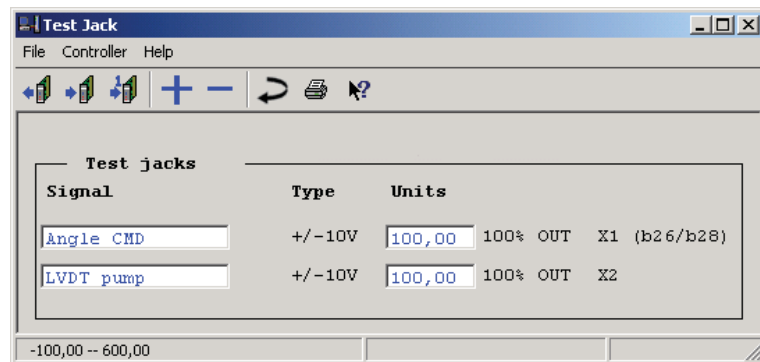 Test Jack
File Controller Help
1
?
Test jacks
Signal Type Units
Angle CMD +/-10V 100,00 100% OUT X1 (b26/b28)
LVDT pump +/-10V 100,00 100% OUT X2
-100,00 -- 600,00